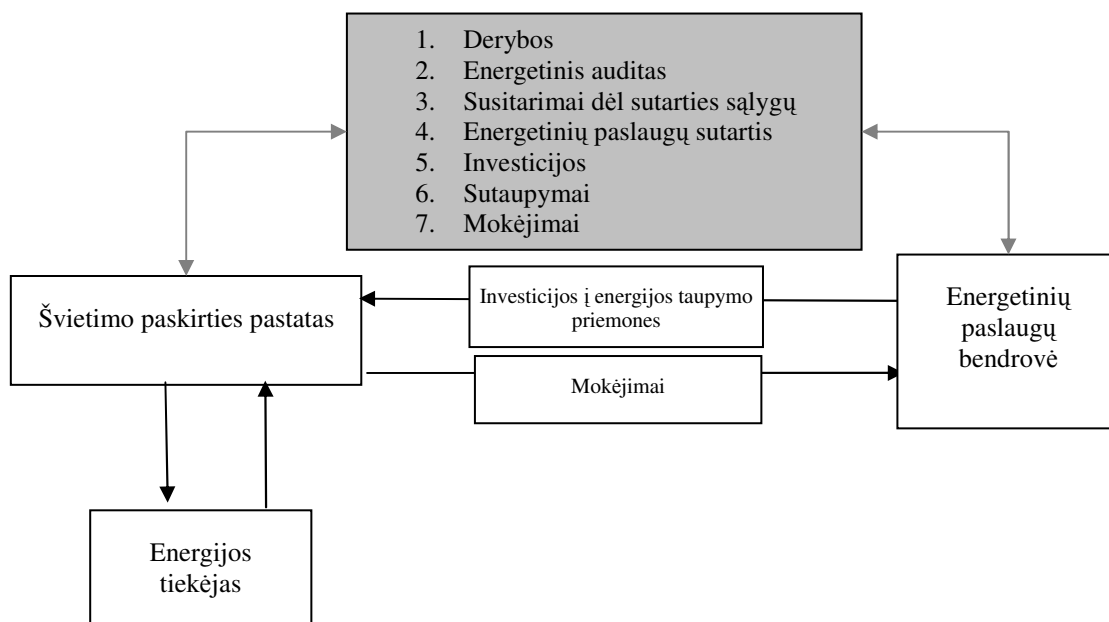 1. Derybos
2. Energetinis auditas
3. Susitarimai dėl sutarties sąlygų
4. Energetinių paslaugų sutartis
5. Investicijos
6. Sutaupymai
7. Mokėjimai
Švietimo paskirties pastatas
Investicijos į energijos taupymo
priemones
Energetinių
paslaugų
bendrovė
Mokėjimai
Energijos
tiekėjas